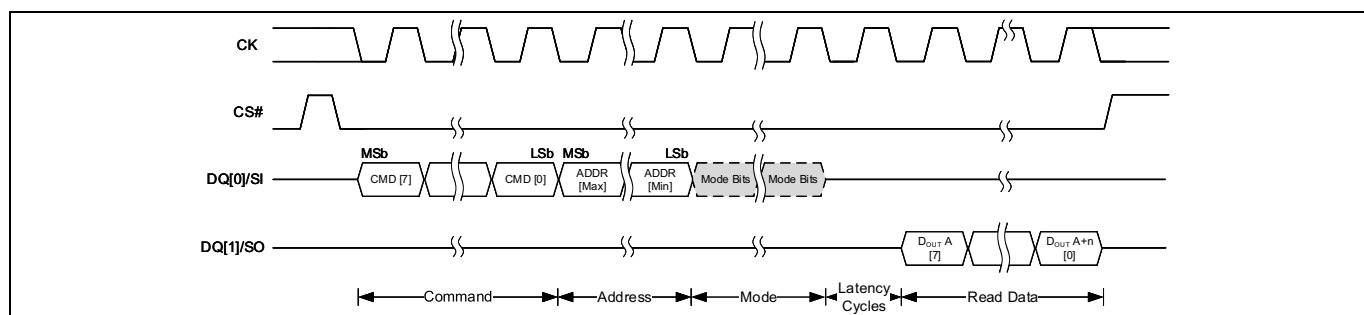 CK
CS#
MSb LSb MSb LSb
DQ[0]/SI CMD [7] CMD [0] ADDR [Max] ADDR [Min] Mode Bits Mode Bits
DQ[1]/SO DOUT A [7] DOUT A+n [0]
Command Address Mode Latency Cycles Read Data